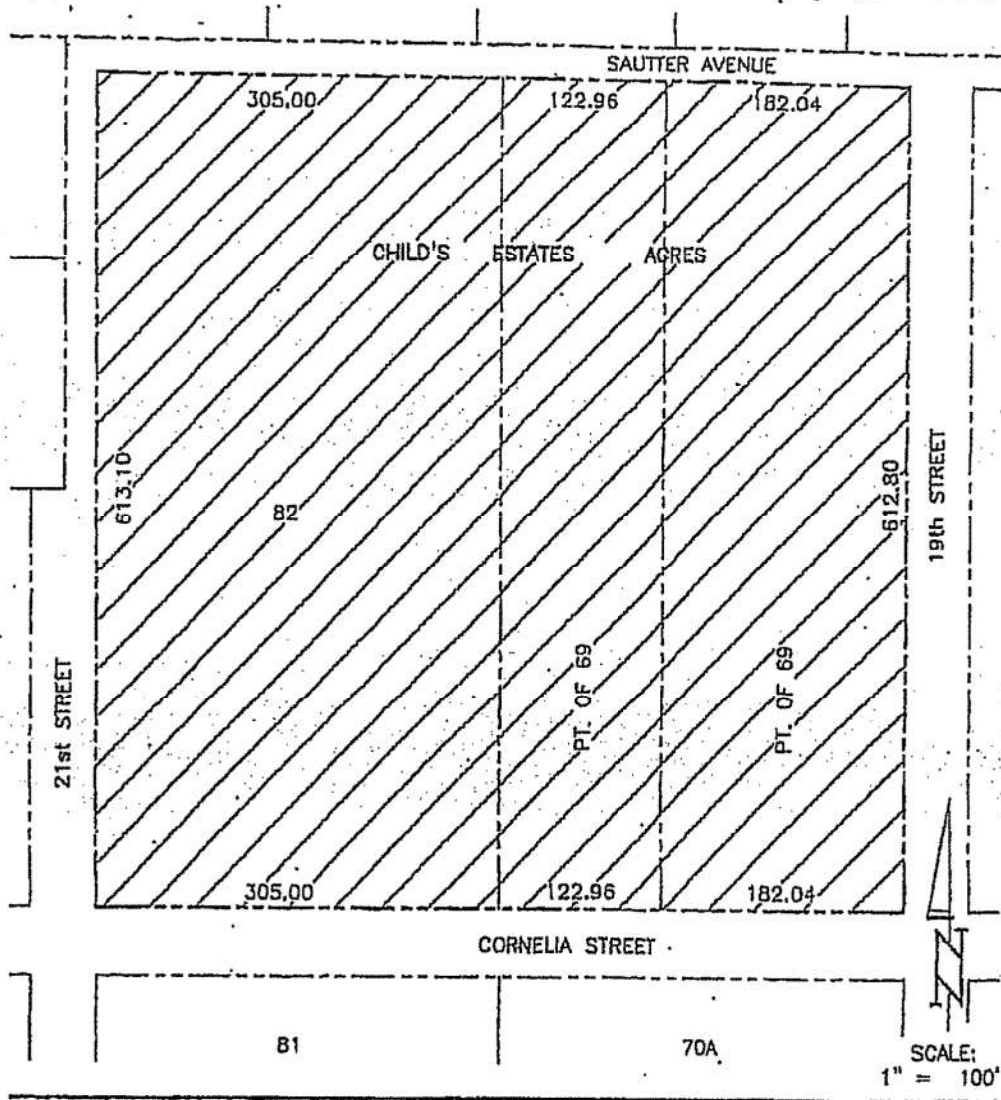 SAUTTER AVENUE
305.00 122.96 182.04
CHILD'S ESTATES ACRES
613.10
82
612.80
19th STREET
21st STREET
PT. OF 69
PT. OF 69
305.00 122.96 182.04
CORNELIA STREET
N
81
70A
SCALE:
1" = 100'